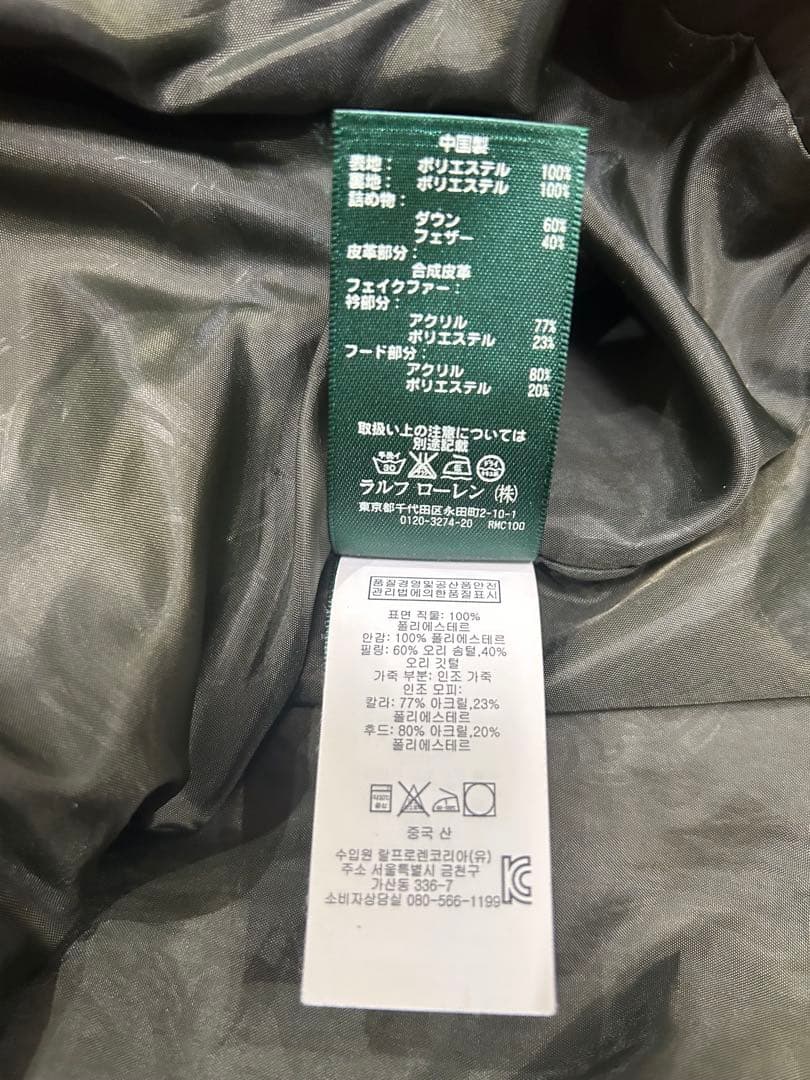 中国製
表地: ポリエステル 100%
裏地: ポリエステル 100%
詰め物:
ダウン 60%
フェザー 40%
皮革部分:
合成皮革
フェイクファー:
衿部分:
アクリル 77%
ポリエステル 23%
フード部分:
アクリル 80%
ポリエステル 20%
取扱い上の注意については
別途記載
手洗イ 30 ドライ
ラルフ ローレン (株)
東京都千代田区永田町2-10-1
0120-3274-20 RMC100
품질경영및공산품안전
관리법에의한품질표시
표면 직물: 100%
폴리에스테르
안감: 100% 폴리에스테르
필링: 60% 오리 솜털,40%
오리 깃털
가죽 부분: 인조 가죽
인조 모피:
칼라: 77% 아크릴,23%
폴리에스테르
후드: 80% 아크릴,20%
폴리에스테르
중국 산
수입원 랄프로렌코리아(유)
주소 서울특별시 금천구
가산동 336-7
소비자상담실 080-566-1199